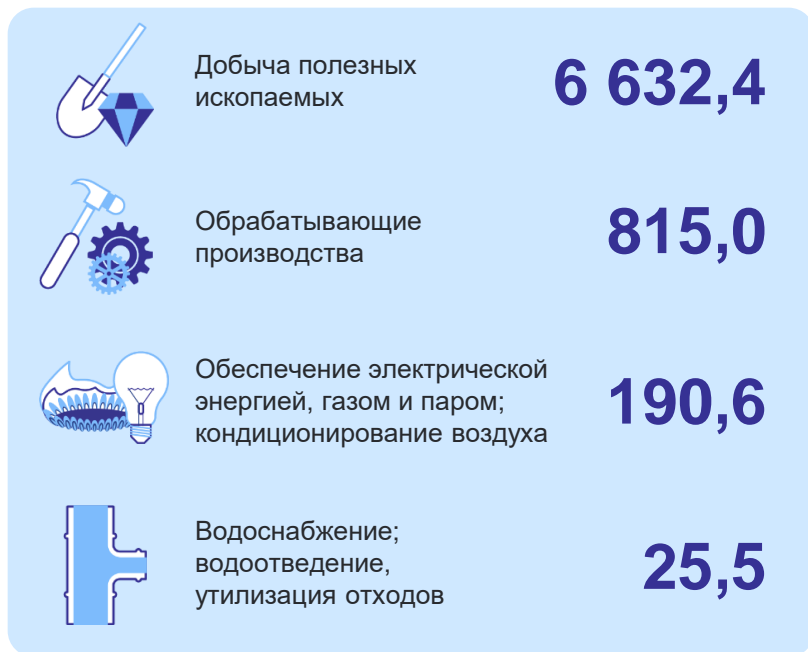 Добыча полезных
ископаемых
6 632,4
Обрабатывающие
производства
815,0
Обеспечение электрической
энергией, газом и паром;
кондиционирование воздуха
190,6
Водоснабжение;
водоотведение,
утилизация отходов
25,5